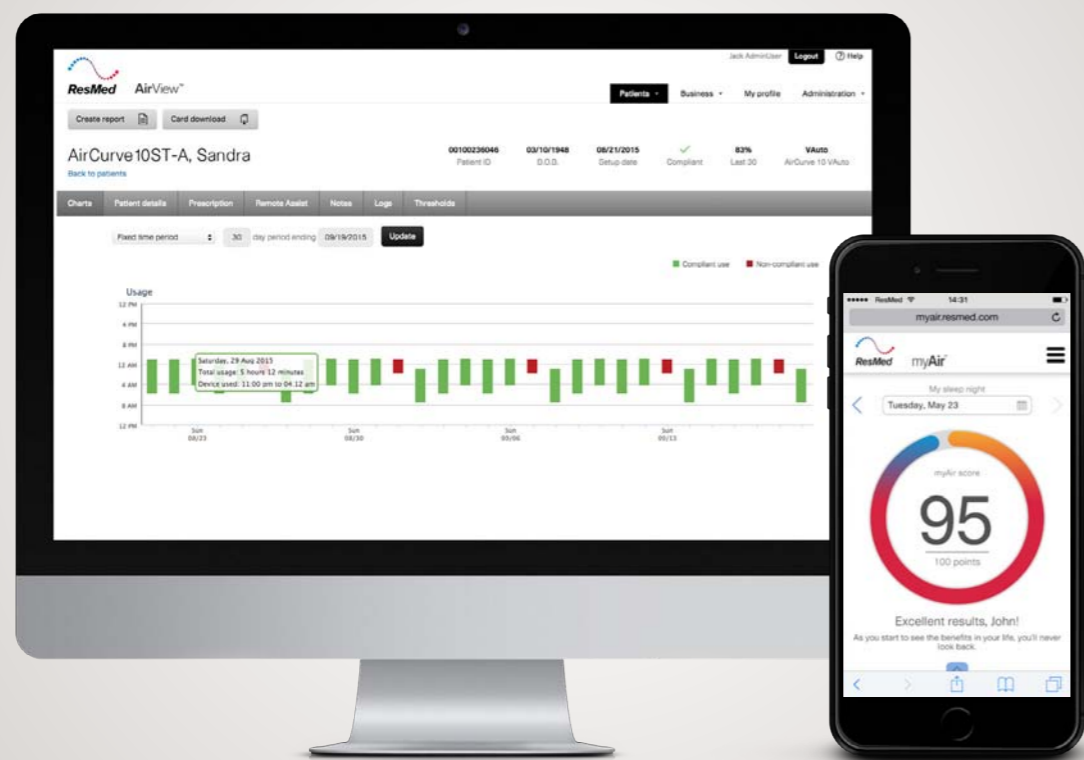 Jack AdminUser Logout ? Help
ResMed AirView™
Patients Business My profile Administration
Create report Card download
AirCurve10ST-A, Sandra
Back to patients
00100236046 03/10/1948 08/21/2015 83% VAuto
Patient ID D.O.B. Setup date Compliant Last 30 AirCurve 10 VAuto
Charts Patient details Prescription Remote Assist Notes Logs Thresholds
Fixed time period 30 day period ending 09/19/2015 Update
Compliant use Non-compliant use
Usage
12 PM
4 PM
8 PM
12 AM
4 AM
8 AM
12 PM
Saturday, 29 Aug 2015
Total usage: 5 hours 12 minutes
Device used: 11:00 pm to 04:12 am
Sun Sun Sun Sun
08/23 08/30 09/06 09/13
ResMed 14:31
myair.resmed.com
ResMed myAir™
My sleep night
Tuesday, May 23
myAir score
95
100 points
Excellent results, John!
As you start to see the benefits in your life, you'll never
look back.